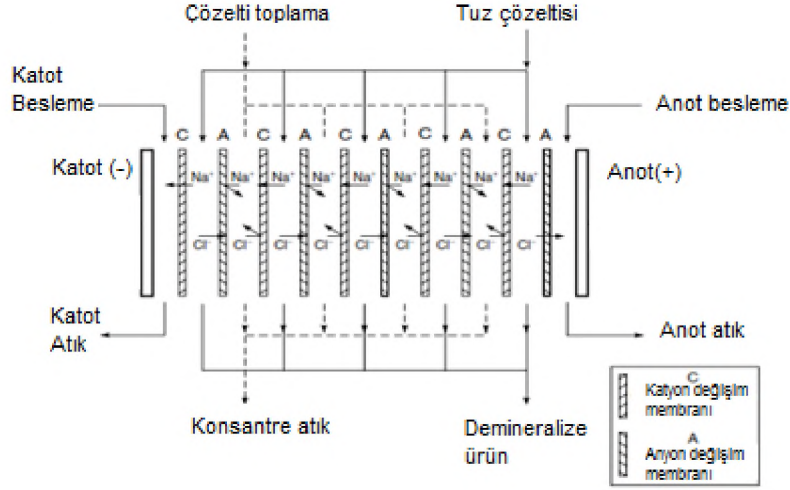 Çözelti toplama
Tuz çözeltisi
Katot
Besleme
Anot besleme
C A C A C A C A C A
Katot (-)
Anot(+)
Na⁺ Na⁺ Na⁺ Na⁺ Na⁺ Na⁺ Na⁺ Na⁺ Na⁺
Cl⁻ Cl⁻ Cl⁻ Cl⁻ Cl⁻ Cl⁻ Cl⁻ Cl⁻ Cl⁻
Katot
Atık
Anot atık
Konsantre atık
Demineralize
ürün
C
Katyon değişim
membranı
A
Anyon değişim
membranı